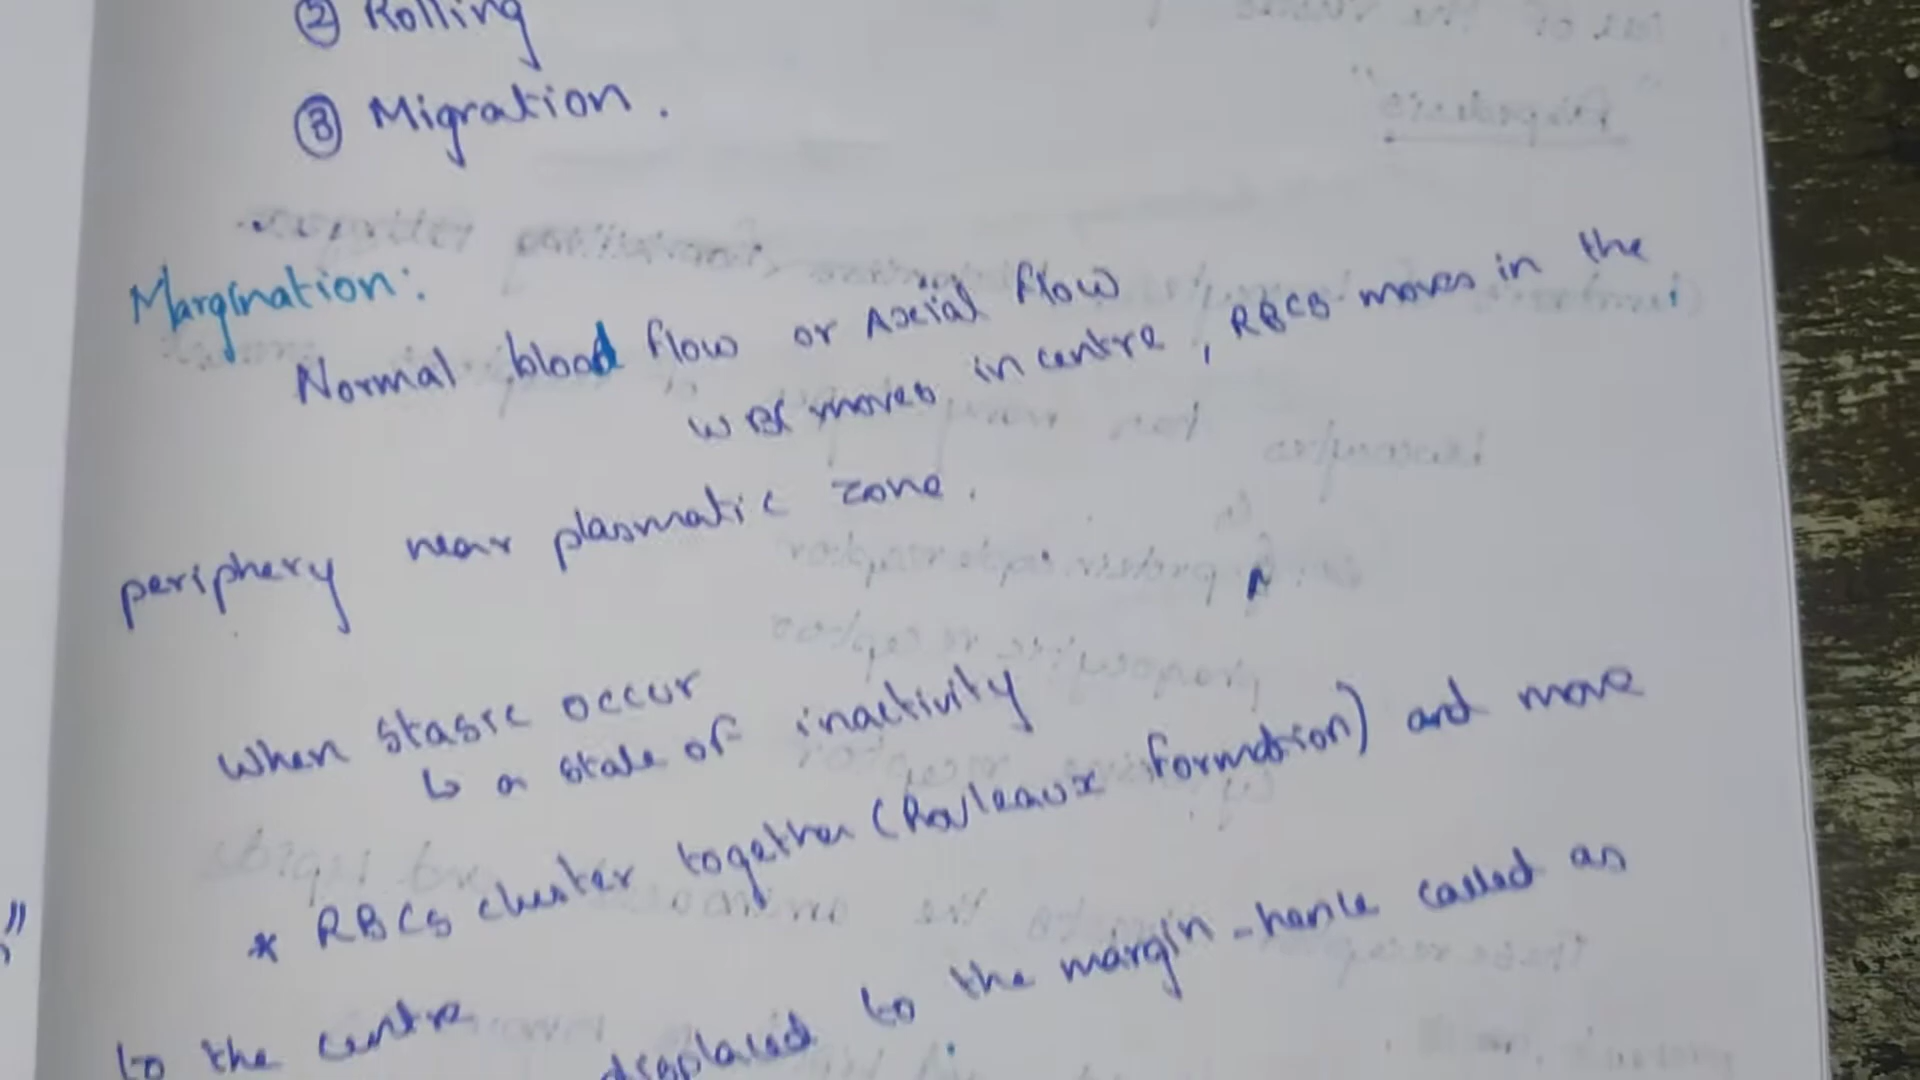 ② Rolling
③ Migration.
Margination:
Normal blood flow or Axial flow
WBC moves in centre, RBCs moves in the
periphery near plasmatic zone.
When stasic occur
↳ a state of inactivity
* RBCs cluster together (Rouleaux formation) and move
to the centre
displaced to the margin - hence called as